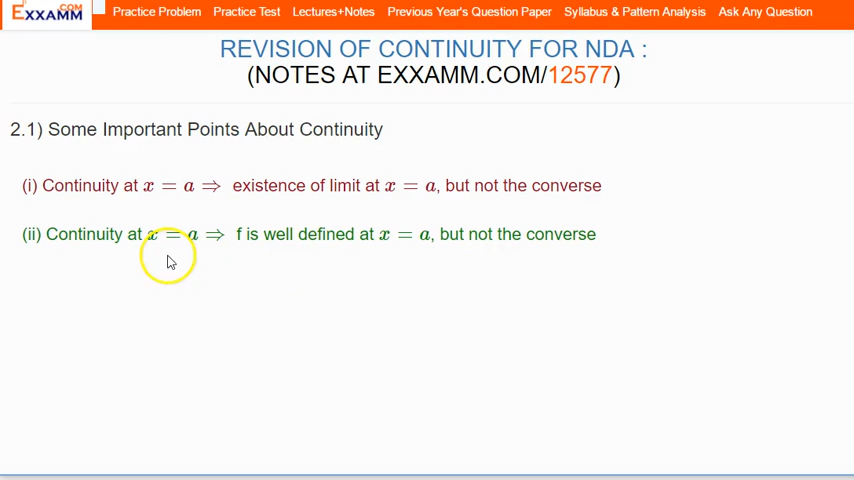 EXXAMM.COM
Practice Problem Practice Test Lectures+Notes Previous Year's Question Paper Syllabus & Pattern Analysis Ask Any Question
REVISION OF CONTINUITY FOR NDA :
(NOTES AT EXXAMM.COM/12577)
2.1) Some Important Points About Continuity
(i) Continuity at x = a ⇒ existence of limit at x = a, but not the converse
(ii) Continuity at x = a ⇒ f is well defined at x = a, but not the converse